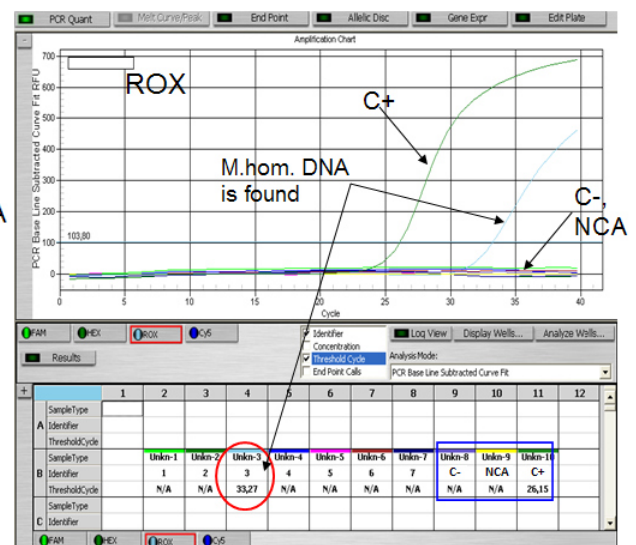 PCR Quant Melt Curve/Peak End Point Allelic Disc Gene Expr Edit Plate
Amplification Chart
PCR Base Line Subtracted Curve Fit RFU
700
600
500
400
300
200
100
0
103,80
ROX
C+
M.hom. DNA
is found
C-,
NCA
A
0 5 10 15 20 25 30 35 40
Cycle
FAM HEX ROX Cy5
Identifier
Concentration
Threshold Cycle
End Point Calls
Log View Display Wells... Analyze Wells...
Analysis Mode:
PCR Base Line Subtracted Curve Fit
Results
1 2 3 4 5 6 7 8 9 10 11 12
SampleType
A Identifier
ThresholdCycle
SampleType Unkn-1 Unkn-2 Unkn-3 Unkn-4 Unkn-5 Unkn-6 Unkn-7 Unkn-8 Unkn-9 Unkn-10
B Identifier 1 2 3 4 5 6 7 C- NCA C+
ThresholdCycle N/A N/A 33,27 N/A N/A N/A N/A N/A N/A 26,15
SampleType
C Identifier
FAM HEX ROX Cy5